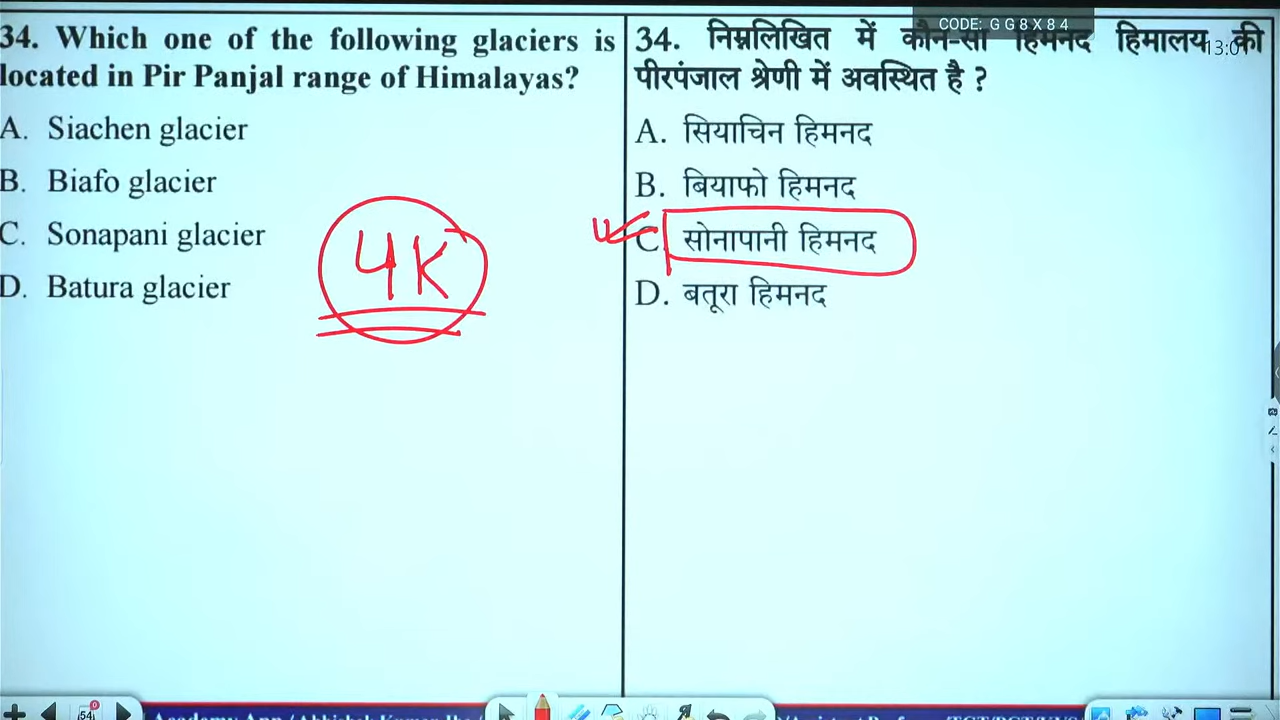 CODE: G G 8 X 8 4
34. Which one of the following glaciers is
located in Pir Panjal range of Himalayas?
A. Siachen glacier
B. Biafo glacier
C. Sonapani glacier
D. Batura glacier
4K
34. निम्नलिखित में कौन-सा हिमनद हिमालय की
पीरपंजाल श्रेणी में अवस्थित है ?
A. सियाचिन हिमनद
B. बियाफो हिमनद
C. सोनापानी हिमनद
D. बतूरा हिमनद
54